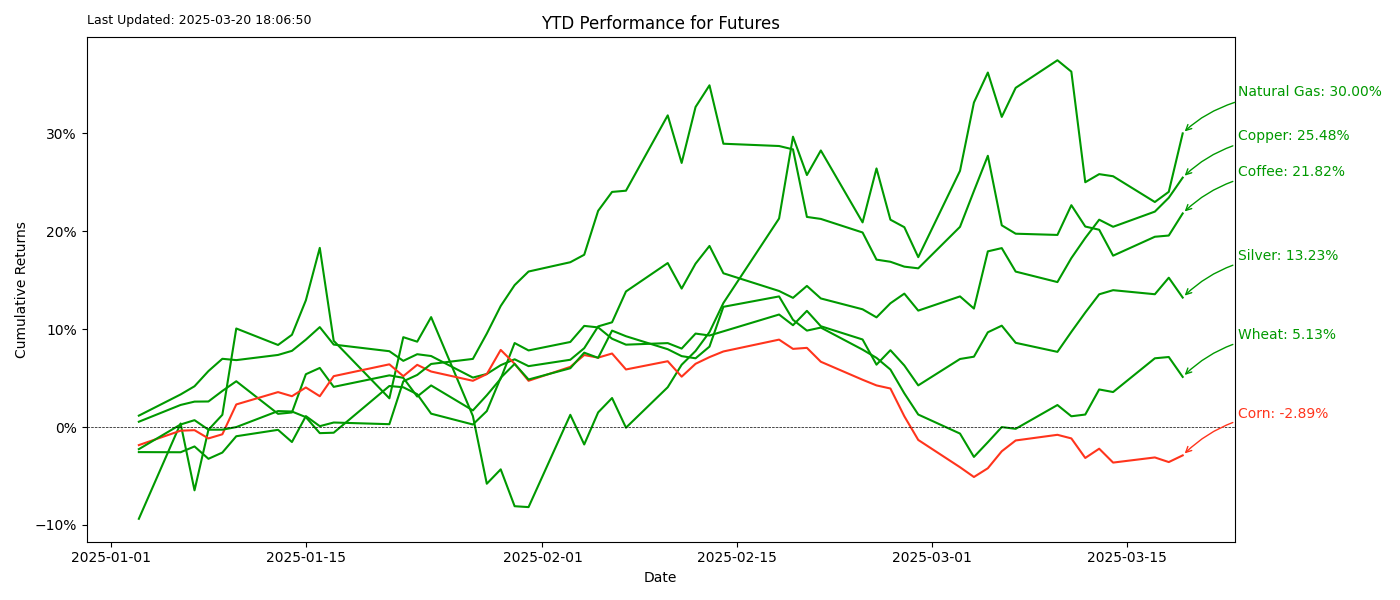 Last Updated: 2025-03-20 18:06:50
YTD Performance for Futures
Cumulative Returns
30%
20%
10%
0%
−10%
Natural Gas: 30.00%
Copper: 25.48%
Coffee: 21.82%
Silver: 13.23%
Wheat: 5.13%
Corn: -2.89%
2025-01-01
2025-01-15
2025-02-01
2025-02-15
2025-03-01
2025-03-15
Date